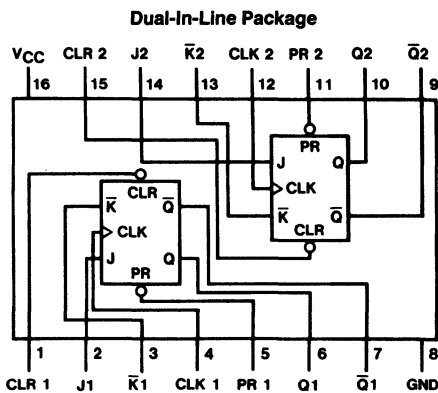 Dual-In-Line Package
VCC CLR 2 J2 K̅2 CLK 2 PR 2 Q2 Q̅2
16 15 14 13 12 11 10 9
PR
J Q
CLK
K̅ Q̅
CLR
CLR
K̅ Q̅
CLK
J Q
PR
1 2 3 4 5 6 7 8
CLR 1 J1 K̅1 CLK 1 PR 1 Q1 Q̅1 GND